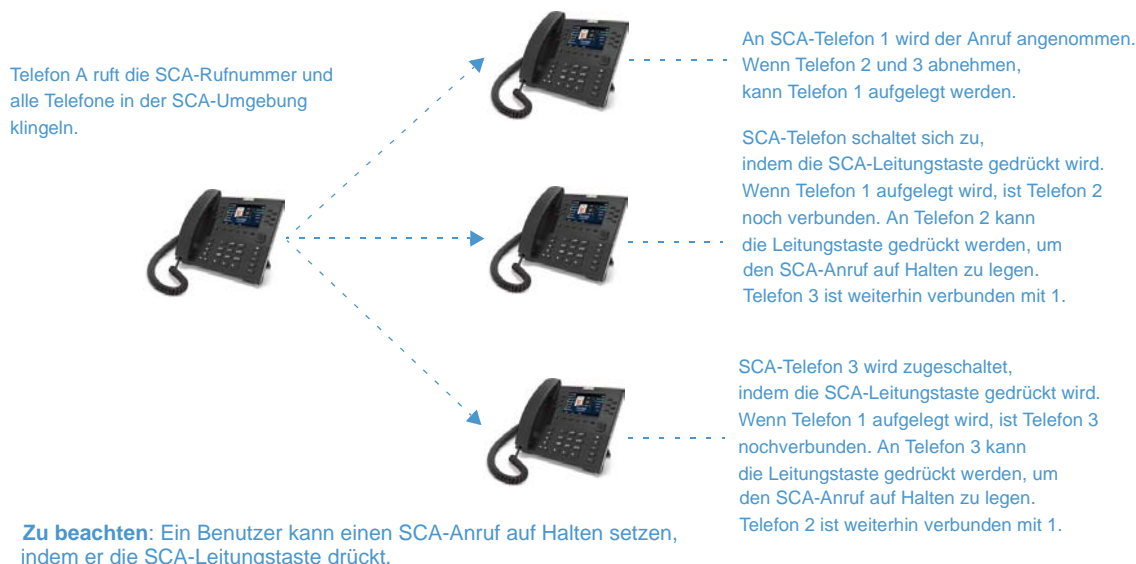 Telefon A ruft die SCA-Rufnummer und
alle Telefone in der SCA-Umgebung
klingeln.
An SCA-Telefon 1 wird der Anruf angenommen.
Wenn Telefon 2 und 3 abnehmen,
kann Telefon 1 aufgelegt werden.
SCA-Telefon schaltet sich zu,
indem die SCA-Leitungstaste gedrückt wird.
Wenn Telefon 1 aufgelegt wird, ist Telefon 2
noch verbunden. An Telefon 2 kann
die Leitungstaste gedrückt werden, um
den SCA-Anruf auf Halten zu legen.
Telefon 3 ist weiterhin verbunden mit 1.
SCA-Telefon 3 wird zugeschaltet,
indem die SCA-Leitungstaste gedrückt wird.
Wenn Telefon 1 aufgelegt wird, ist Telefon 3
nochverbunden. An Telefon 3 kann
die Leitungstaste gedrückt werden, um
den SCA-Anruf auf Halten zu legen.
Telefon 2 ist weiterhin verbunden mit 1.
Zu beachten: Ein Benutzer kann einen SCA-Anruf auf Halten setzen,
indem er die SCA-Leitungstaste drückt.